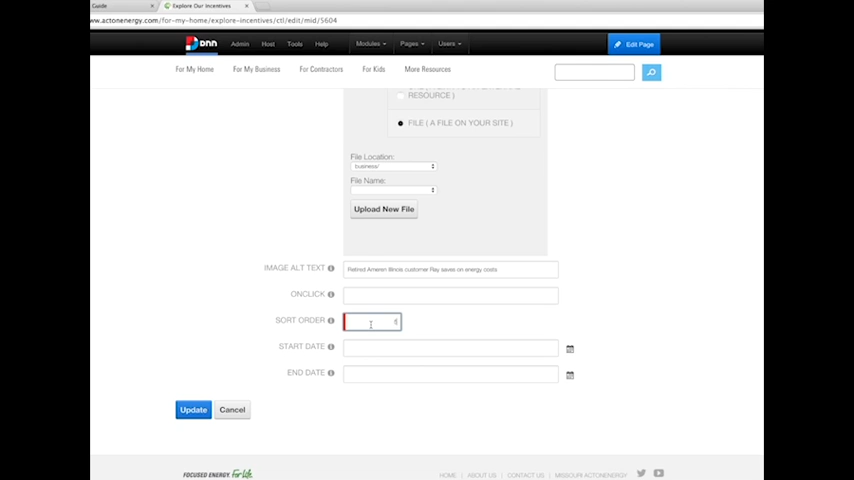 Guide
Explore Our Incentives
ww.actonenergy.com/for-my-home/explore-incentives/ctl/edit/mid/5604
DNN
Admin
Host
Tools
Help
Modules
Pages
Users
Edit Page
For My Home
For My Business
For Contractors
For Kids
More Resources
RESOURCE )
FILE ( A FILE ON YOUR SITE )
File Location:
business/
File Name:
Upload New File
IMAGE ALT TEXT
Retired Ameren Illinois customer Ray saves on energy costs
ONCLICK
SORT ORDER
START DATE
END DATE
Update
Cancel
FOCUSED ENERGY. For Life.
HOME | ABOUT US | CONTACT US | MISSOURI ACTONENERGY